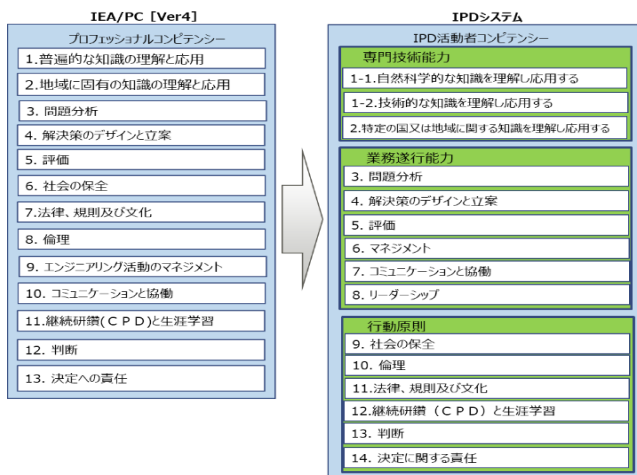 IEA/PC［Ver4］
プロフェッショナルコンピテンシー
1.普遍的な知識の理解と応用
2.地域に固有の知識の理解と応用
3. 問題分析
4. 解決策のデザインと立案
5. 評価
6. 社会の保全
7.法律、規則及び文化
8. 倫理
9. エンジニアリング活動のマネジメント
10. コミュニケーションと協働
11.継続研鑽(ＣＰＤ)と生涯学習
12. 判断
13. 決定への責任
IPDシステム
IPD活動者コンピテンシー
専門技術能力
1-1.自然科学的な知識を理解し応用する
1-2.技術的な知識を理解し応用する
2.特定の国又は地域に関する知識を理解し応用する
業務遂行能力
3. 問題分析
4. 解決策のデザインと立案
5. 評価
6. マネジメント
7. コミュニケーションと協働
8. リーダーシップ
行動原則
9. 社会の保全
10. 倫理
11.法律、規則及び文化
12.継続研鑽（ＣＰＤ）と生涯学習
13. 判断
14. 決定に関する責任